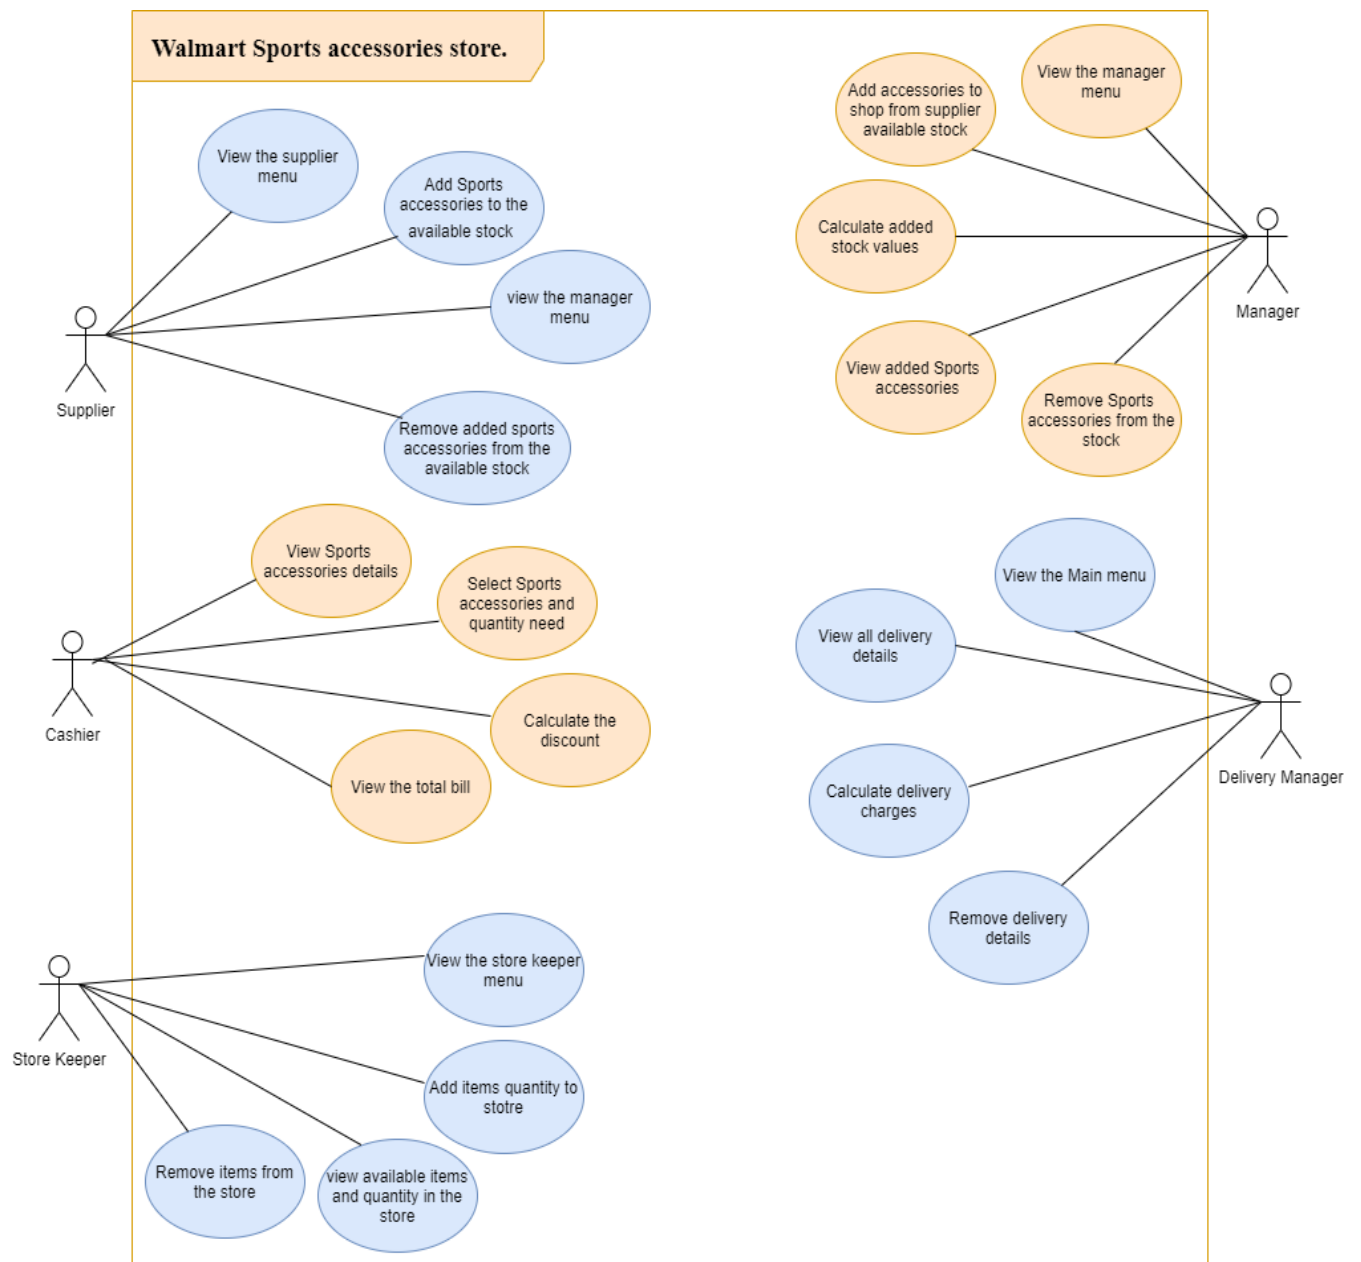 Walmart Sports accessories store.
View the supplier
menu
Add Sports
accessories to the
available stock
view the manager
menu
Remove added sports
accessories from the
available stock
Supplier
Add accessories to
shop from supplier
available stock
View the manager
menu
Calculate added
stock values
View added Sports
accessories
Remove Sports
accessories from the
stock
Manager
View Sports
accessories details
Select Sports
accessories and
quantity need
Calculate the
discount
View the total bill
Cashier
View the Main menu
View all delivery
details
Calculate delivery
charges
Remove delivery
details
Delivery Manager
View the store keeper
menu
Add items quantity to
stotre
view available items
and quantity in the
store
Remove items from
the store
Store Keeper